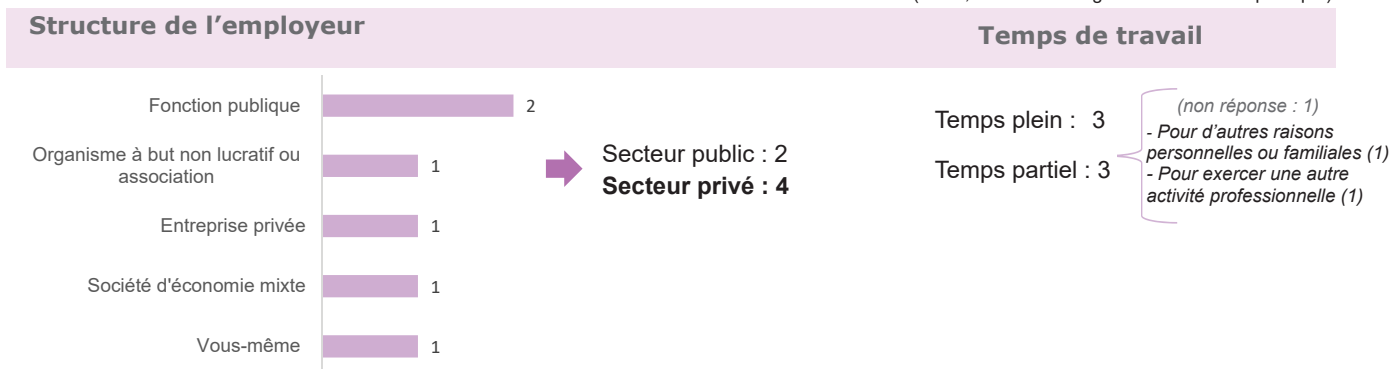 Structure de l’employeur
Temps de travail
Fonction publique
2
Organisme à but non lucratif ou
association
1
Entreprise privée
1
Société d'économie mixte
1
Vous-même
1
Secteur public : 2
Secteur privé : 4
Temps plein : 3
Temps partiel : 3
(non réponse : 1)
- Pour d’autres raisons
personnelles ou familiales (1)
- Pour exercer une autre
activité professionnelle (1)